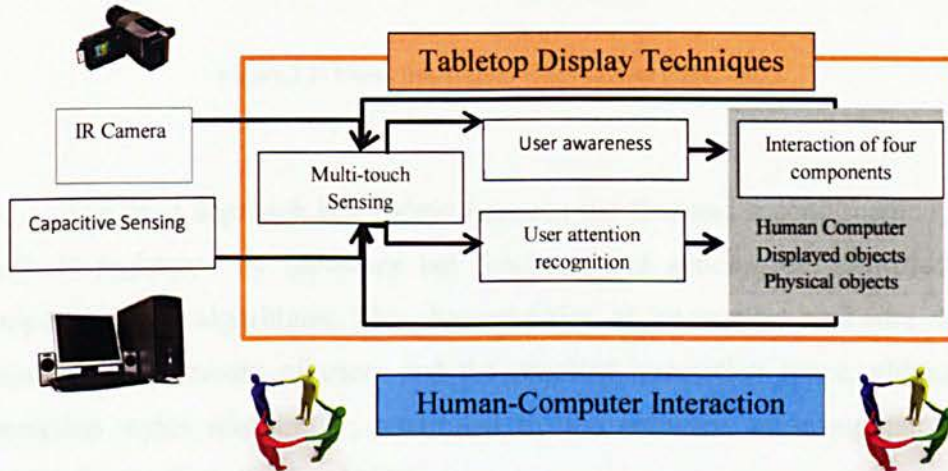 Tabletop Display Techniques
IR Camera
User awareness
Interaction of four
components
Multi-touch
Sensing
Capacitive Sensing
User attention
recognition
Human Computer
Displayed objects
Physical objects
Human-Computer Interaction